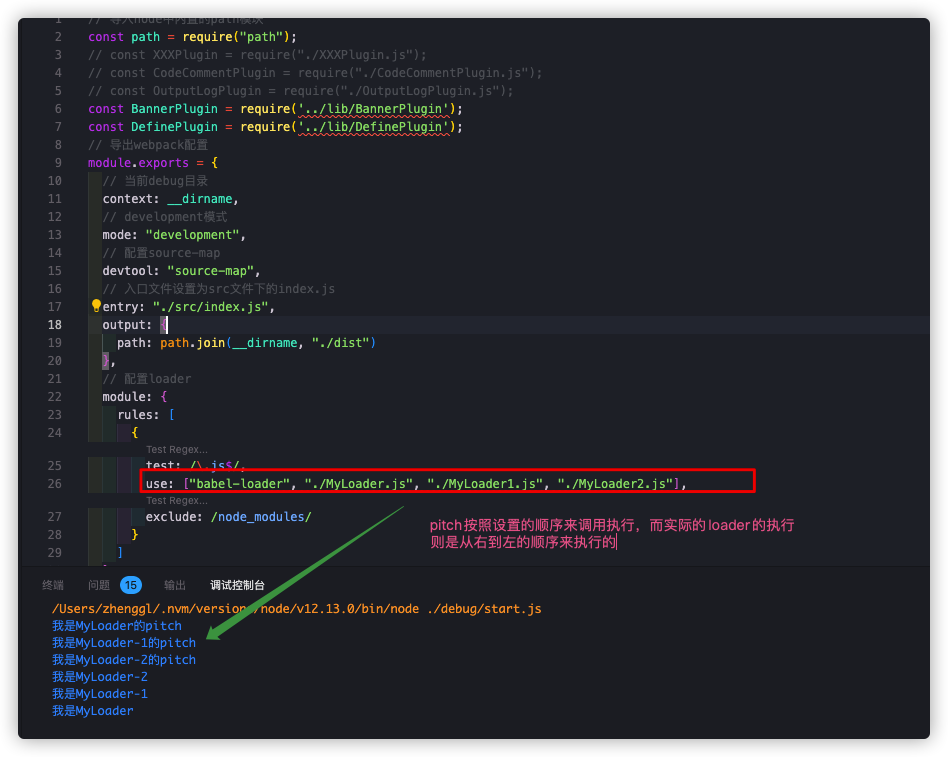 1 // 导入node中内置的path模块
2 const path = require("path");
3 // const XXXPlugin = require("./XXXPlugin.js");
4 // const CodeCommentPlugin = require("./CodeCommentPlugin.js");
5 // const OutputLogPlugin = require("./OutputLogPlugin.js");
6 const BannerPlugin = require('../lib/BannerPlugin');
7 const DefinePlugin = require('../lib/DefinePlugin');
8 // 导出webpack配置
9 module.exports = {
10 // 当前debug目录
11 context: __dirname,
12 // development模式
13 mode: "development",
14 // 配置source-map
15 devtool: "source-map",
16 // 入口文件设置为src文件下的index.js
17 entry: "./src/index.js",
18 output: {
19 path: path.join(__dirname, "./dist")
20 },
21 // 配置loader
22 module: {
23 rules: [
24 {
Test Regex...
25 test: /\.js$/,
26 use: ["babel-loader", "./MyLoader.js", "./MyLoader1.js", "./MyLoader2.js"],
Test Regex...
27 exclude: /node_modules/
28 }
29 ]
pitch按照设置的顺序来调用执行，而实际的loader的执行
则是从右到左的顺序来执行的
终端 问题 15 输出 调试控制台
/Users/zhenggl/.nvm/versions/node/v12.13.0/bin/node ./debug/start.js
我是MyLoader的pitch
我是MyLoader-1的pitch
我是MyLoader-2的pitch
我是MyLoader-2
我是MyLoader-1
我是MyLoader